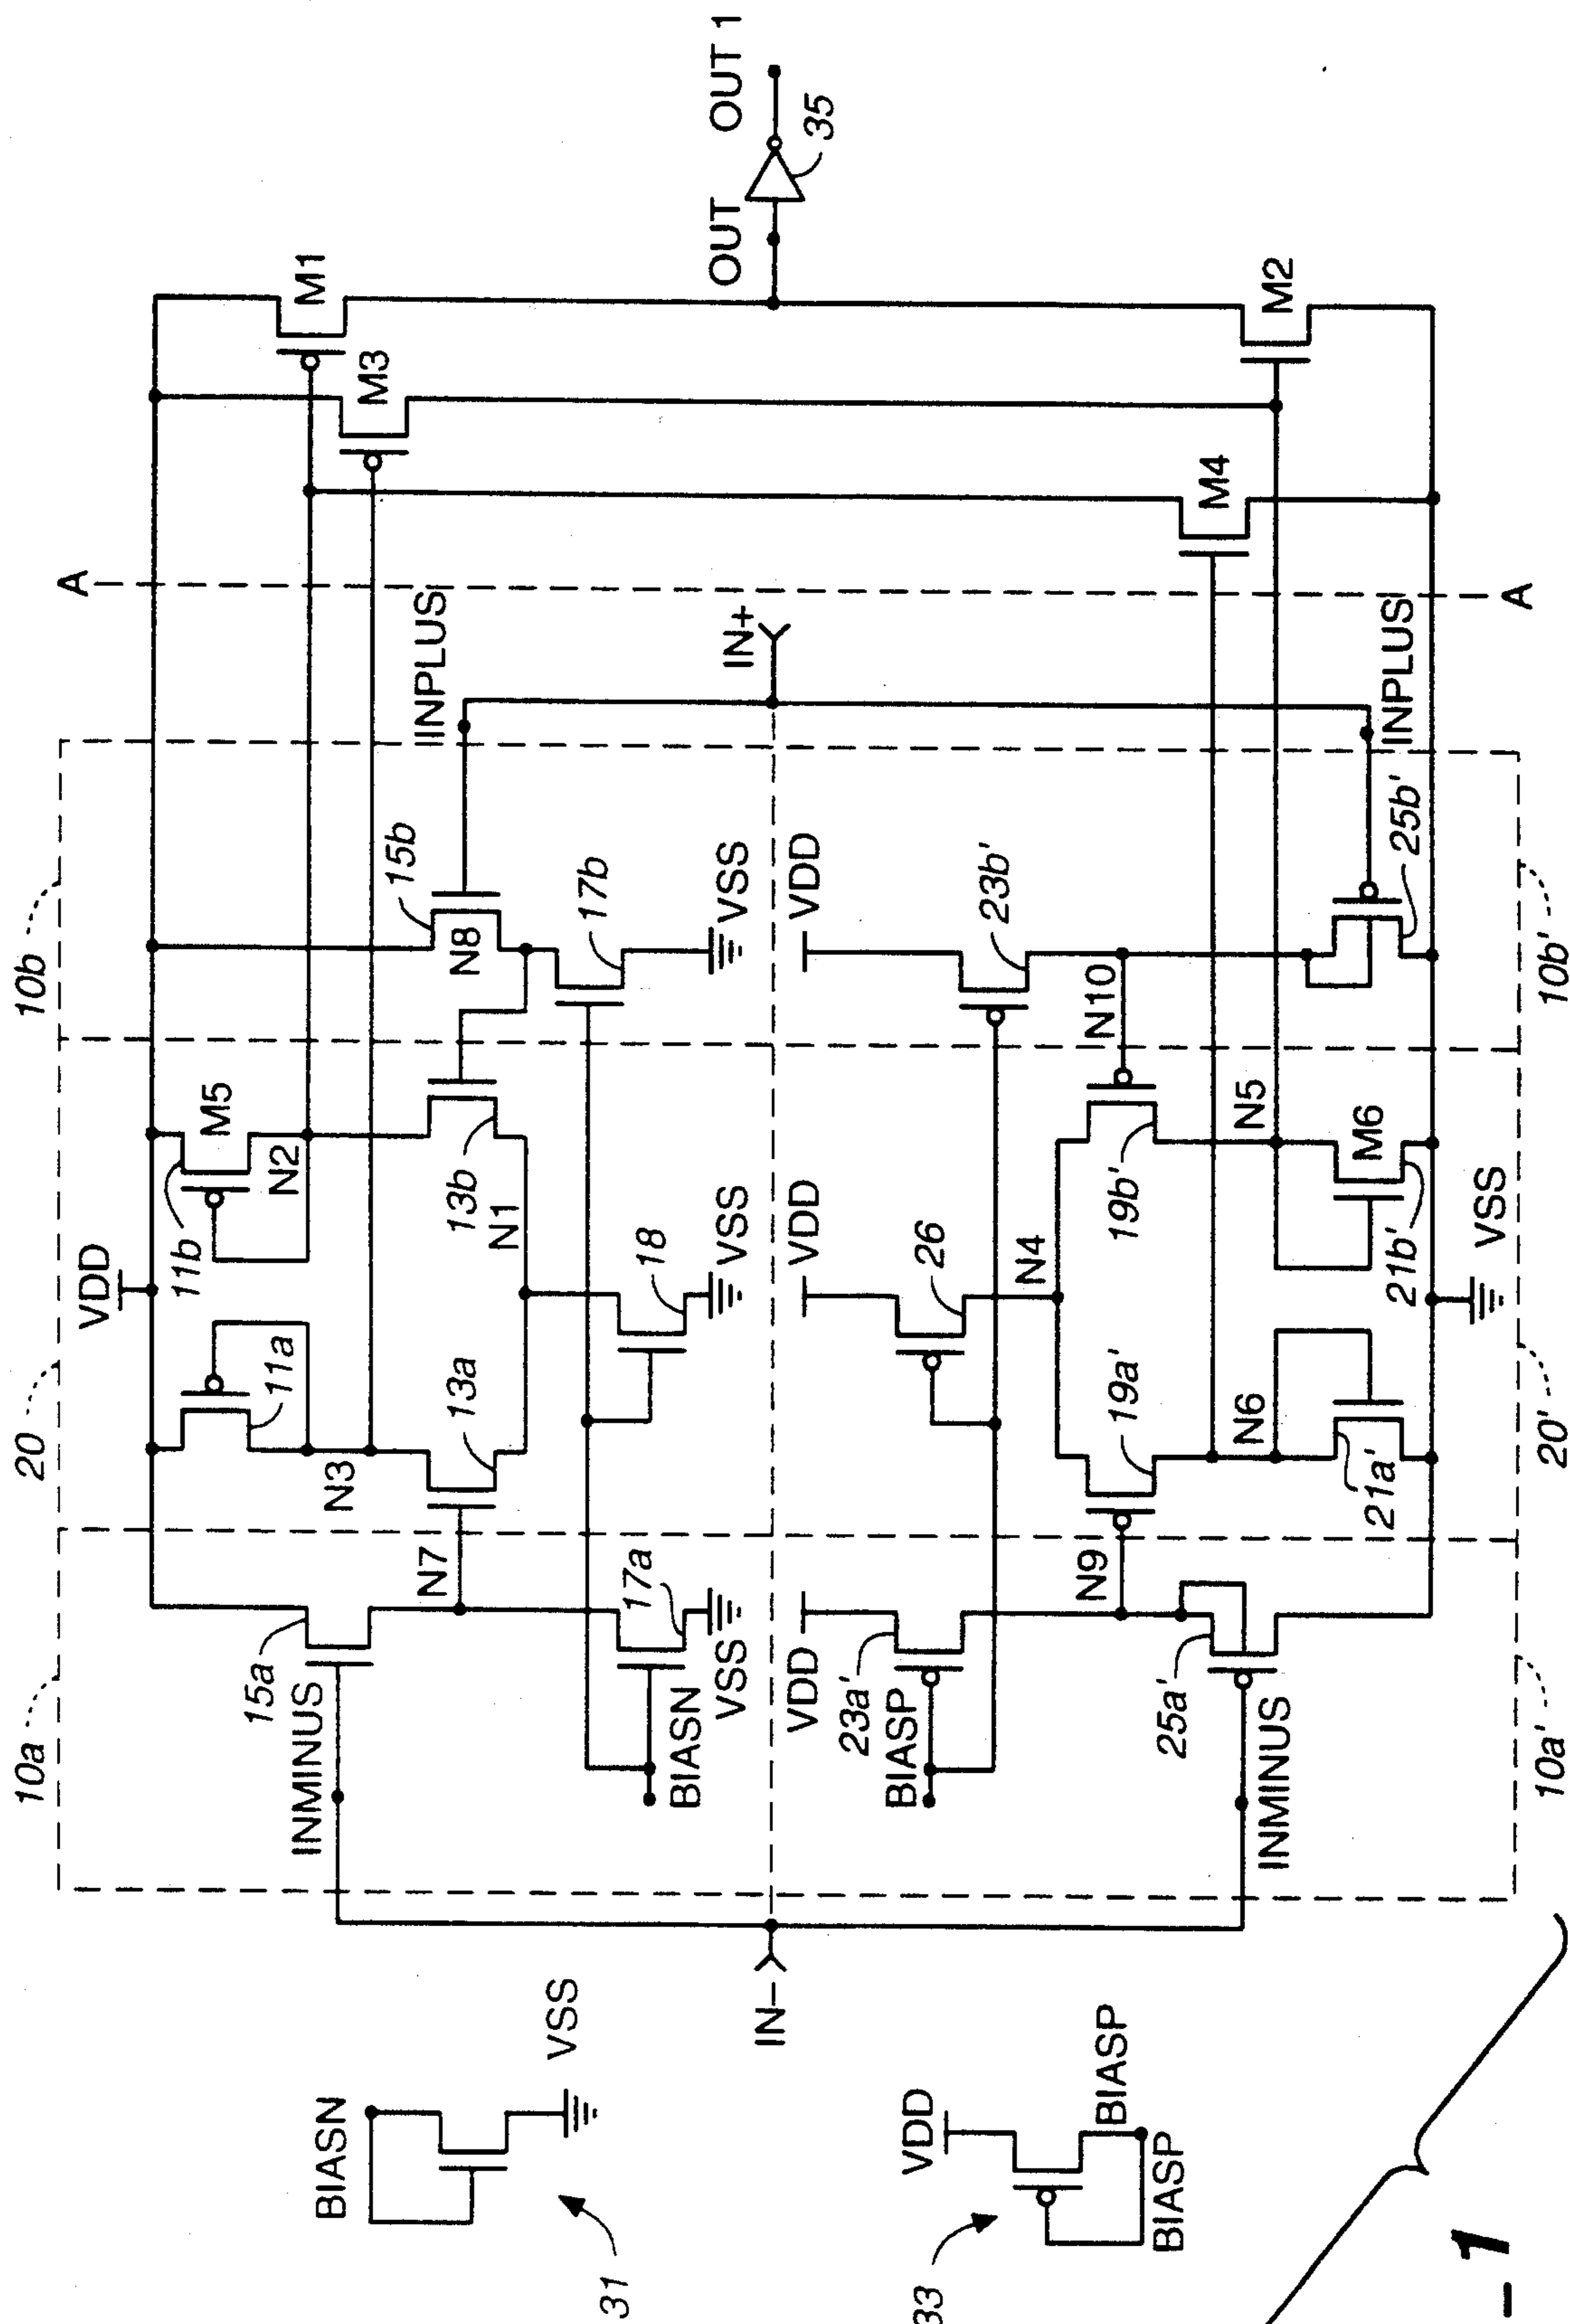 10a
20
10b
A
VDD
15a
INMINUS
11a
N3
11b
M5
N2
INPLUS
M3
M1
N7
13a
13b
N1
15b
N8
17a
VSS
BIASN
18
VSS
17b
VSS
IN+
OUT
OUT 1
35
IN–
VDD
23a'
BIASP
VDD
26
N4
VDD
23b'
N10
N9
19a'
19b'
25a'
INMINUS
N6
21a'
N5
M6
21b'
VSS
INPLUS
25b'
M4
M2
10a'
20'
10b'
A
BIASN
VSS
31
VDD
BIASP
BIASP
33
–1